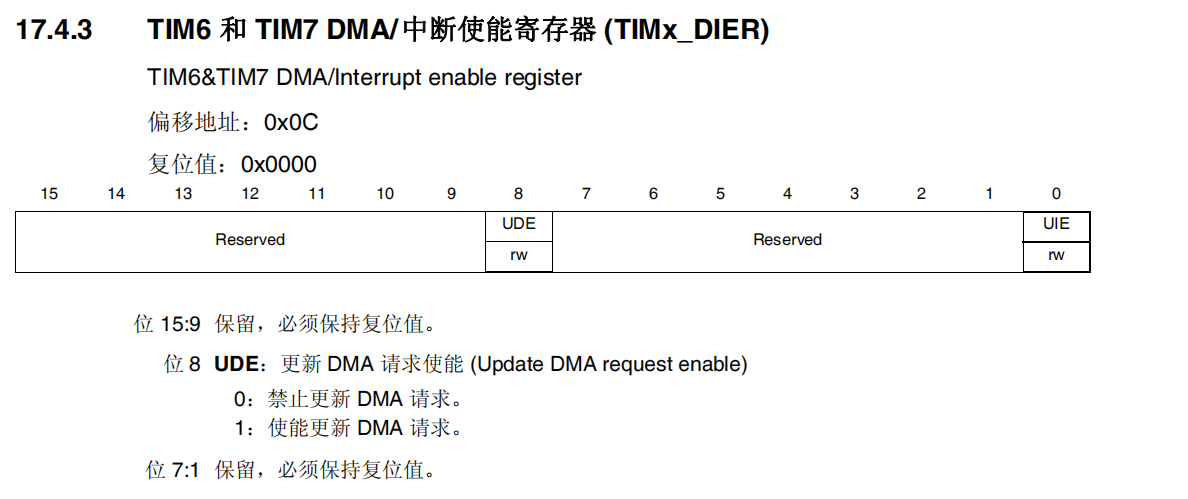 17.4.3 TIM6 和 TIM7 DMA/中断使能寄存器 (TIMx_DIER)
TIM6&TIM7 DMA/Interrupt enable register
偏移地址：0x0C
复位值：0x0000
15 14 13 12 11 10 9 8 7 6 5 4 3 2 1 0
Reserved UDE Reserved UIE
rw rw
位 15:9 保留，必须保持复位值。
位 8 UDE：更新 DMA 请求使能 (Update DMA request enable)
0：禁止更新 DMA 请求。
1：使能更新 DMA 请求。
位 7:1 保留，必须保持复位值。